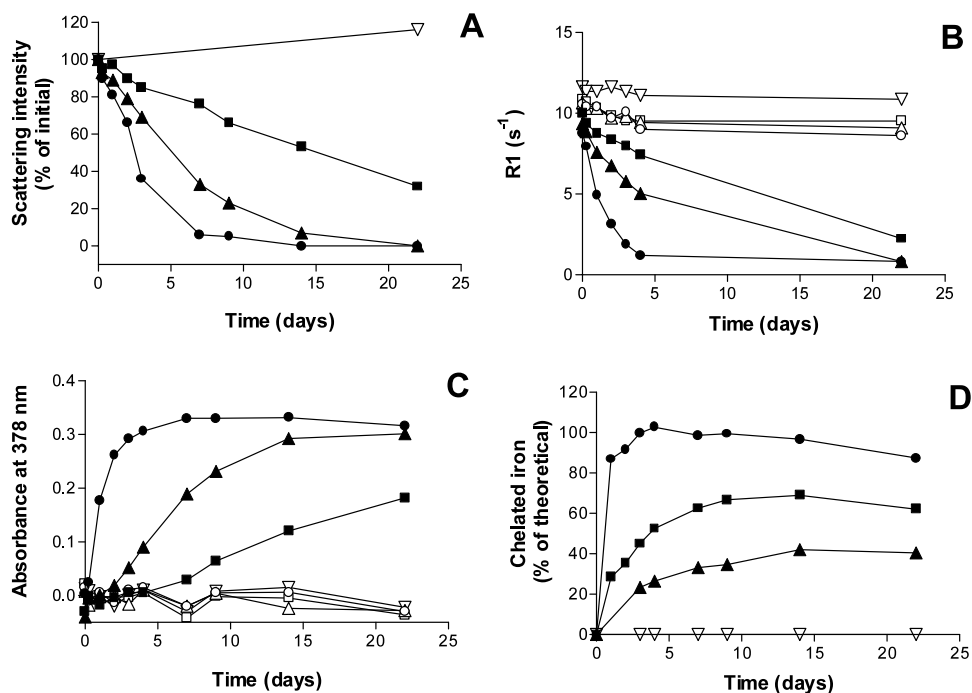 A
120
100
80
60
40
20
0
Scattering intensity
(% of initial)
0 5 10 15 20 25
Time (days)
B
15
10
5
0
R1 (s⁻¹)
0 5 10 15 20 25
Time (days)
C
0.4
0.3
0.2
0.1
0.0
Absorbance at 378 nm
0 5 10 15 20 25
Time (days)
D
120
100
80
60
40
20
0
Chelated iron
(% of theoretical)
0 5 10 15 20 25
Time (days)